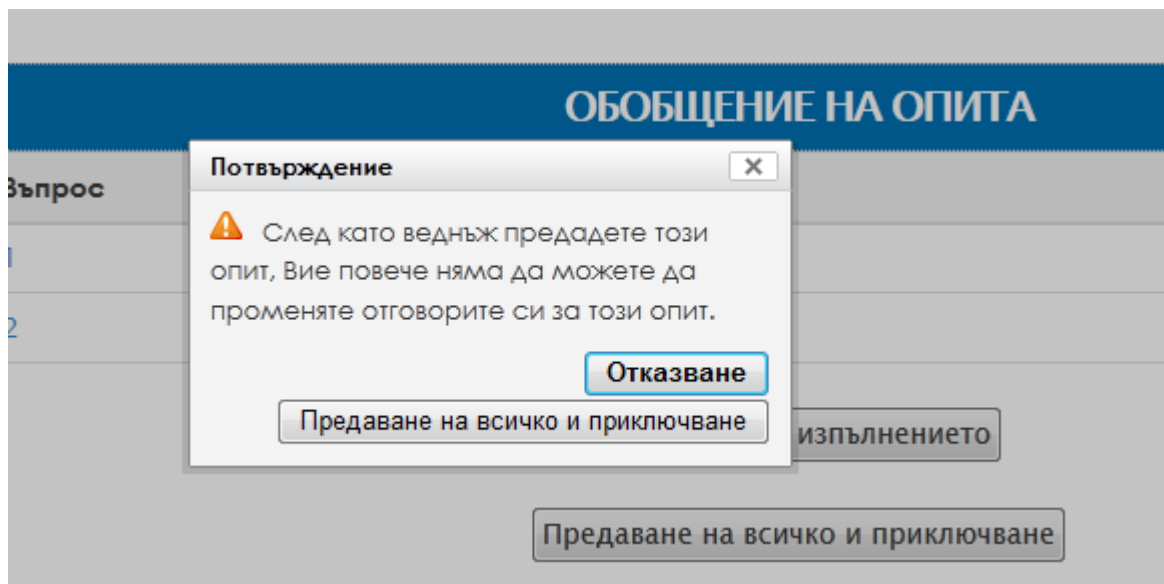 ОБОБЩЕНИЕ НА ОПИТА
Въпрос
Потвърждение
След като веднъж предадете този
опит, Вие повече няма да можете да
променяте отговорите си за този опит.
1
2
Отказване
Предаване на всичко и приключване
изпълнението
Предаване на всичко и приключване